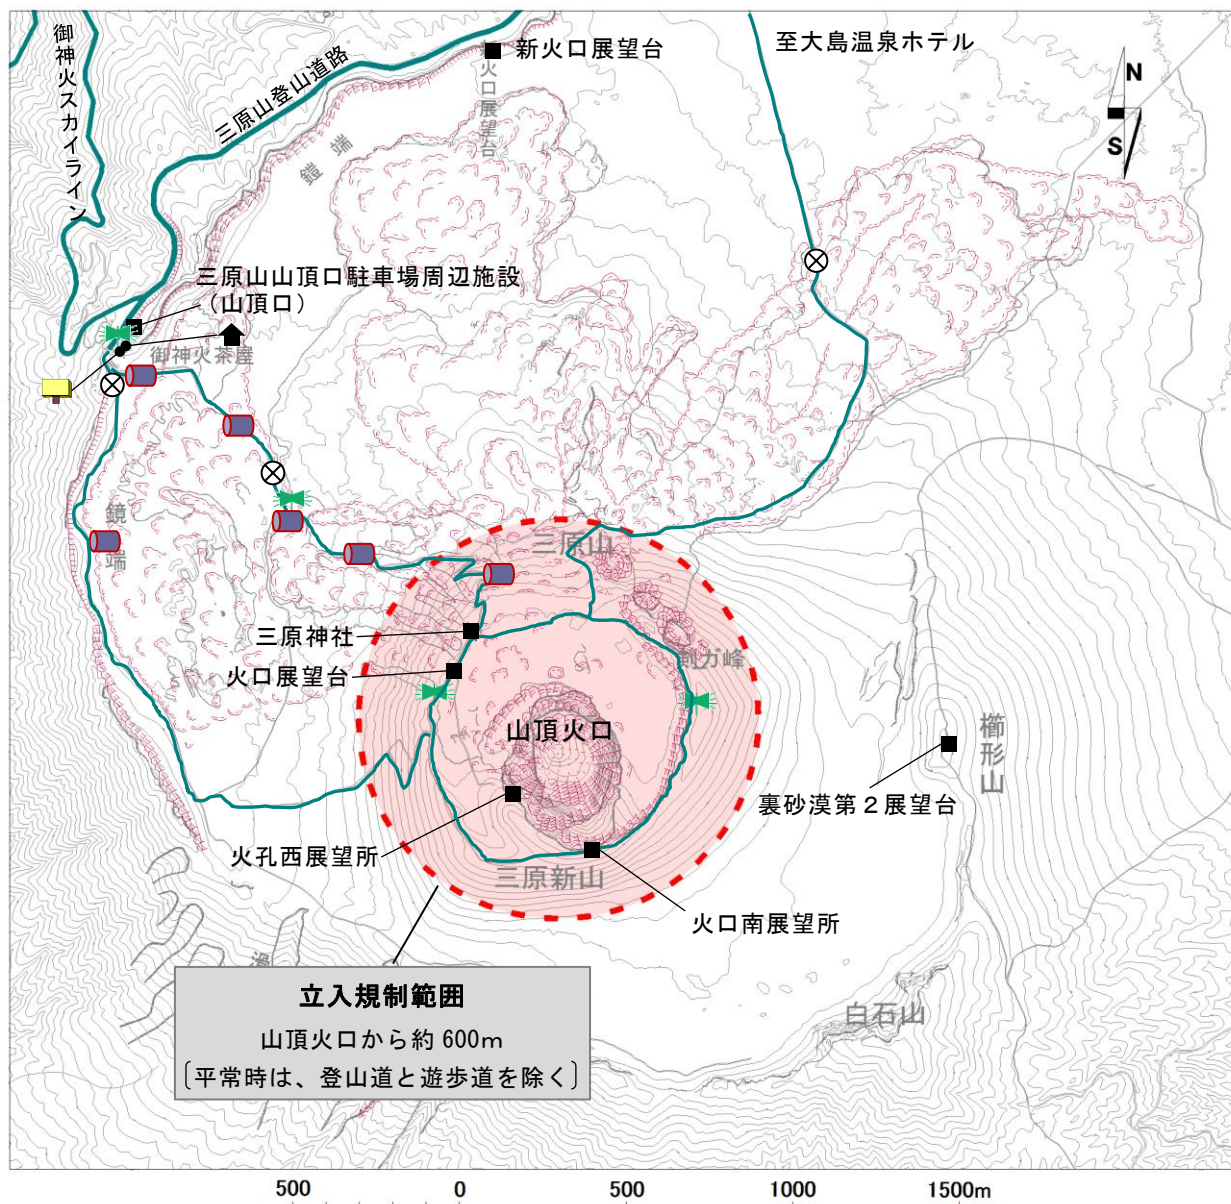 御神火スカイライン
三原山登山道路
新火口展望台
新火口展望台
至大島温泉ホテル
N
S
鎧端
三原山山頂口駐車場周辺施設
(山頂口)
御神火茶屋
鏡端
三原山
三原神社
火口展望台
剣ガ峰
山頂火口
櫛形山
裏砂漠第２展望台
火孔西展望所
三原新山
火口南展望所
白石山
立入規制範囲
山頂火口から約 600ｍ
〔平常時は、登山道と遊歩道を除く〕
500 0 500 1000 1500m